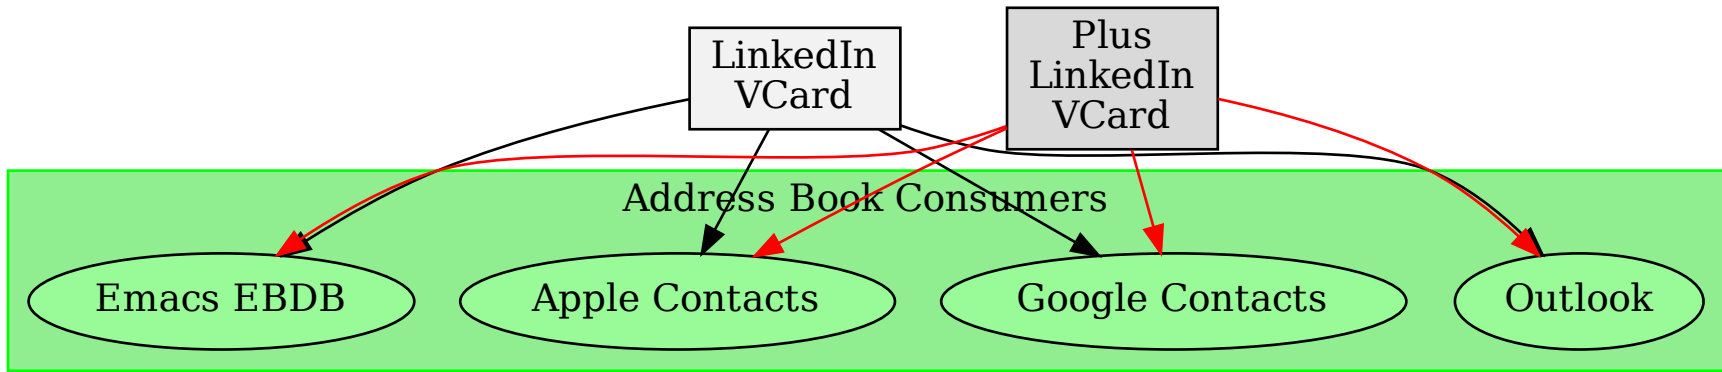 LinkedIn
VCard
Plus
LinkedIn
VCard
Address Book Consumers
Emacs EBDB
Apple Contacts
Google Contacts
Outlook